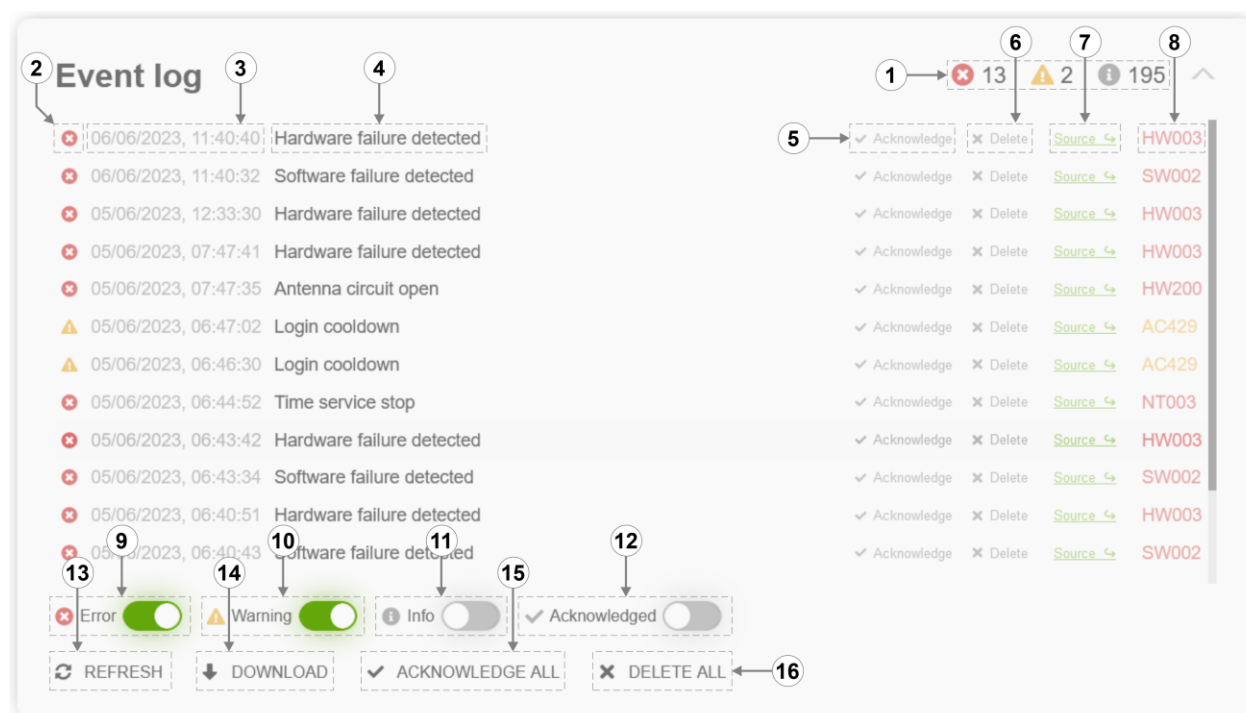 6 7 8
2 Event log 3 4 1 13 2 195
06/06/2023, 11:40:40 Hardware failure detected 5 Acknowledge Delete Source HW003
06/06/2023, 11:40:32 Software failure detected Acknowledge Delete Source SW002
05/06/2023, 12:33:30 Hardware failure detected Acknowledge Delete Source HW003
05/06/2023, 07:47:41 Hardware failure detected Acknowledge Delete Source HW003
05/06/2023, 07:47:35 Antenna circuit open Acknowledge Delete Source HW200
05/06/2023, 06:47:02 Login cooldown Acknowledge Delete Source AC429
05/06/2023, 06:46:30 Login cooldown Acknowledge Delete Source AC429
05/06/2023, 06:44:52 Time service stop Acknowledge Delete Source NT003
05/06/2023, 06:43:42 Hardware failure detected Acknowledge Delete Source HW003
05/06/2023, 06:43:34 Software failure detected Acknowledge Delete Source SW002
05/06/2023, 06:40:51 Hardware failure detected Acknowledge Delete Source HW003
9 10 11 12
05/06/2023, 06:40:43 Software failure detected Acknowledge Delete Source SW002
13 14 15
Error Warning Info Acknowledged
REFRESH DOWNLOAD ACKNOWLEDGE ALL DELETE ALL 16